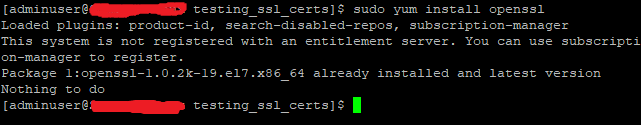 [adminuser@ testing_ssl_certs]$ sudo yum install openssl
Loaded plugins: product-id, search-disabled-repos, subscription-manager
This system is not registered with an entitlement server. You can use subscripti
on-manager to register.
Package 1:openssl-1.0.2k-19.el7.x86_64 already installed and latest version
Nothing to do
[adminuser@ testing_ssl_certs]$